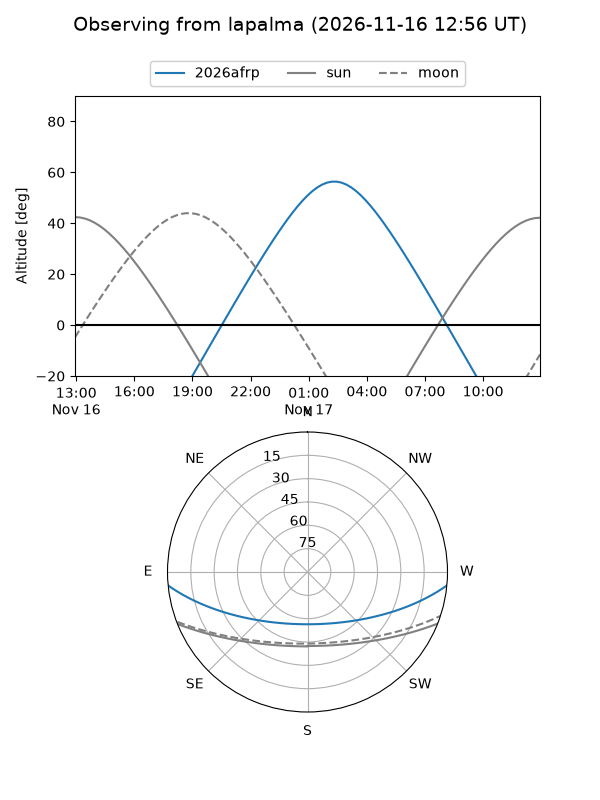 Observing from lapalma (2026-11-16 12:56 UT)
2026afrp sun moon
Altitude [deg]
80
60
40
20
0
−20
13:00 16:00 19:00 22:00 01:00 04:00 07:00 10:00
Nov 16 Nov 17
N
NE NW
15
30
45
60
75
E W
SE SW
S